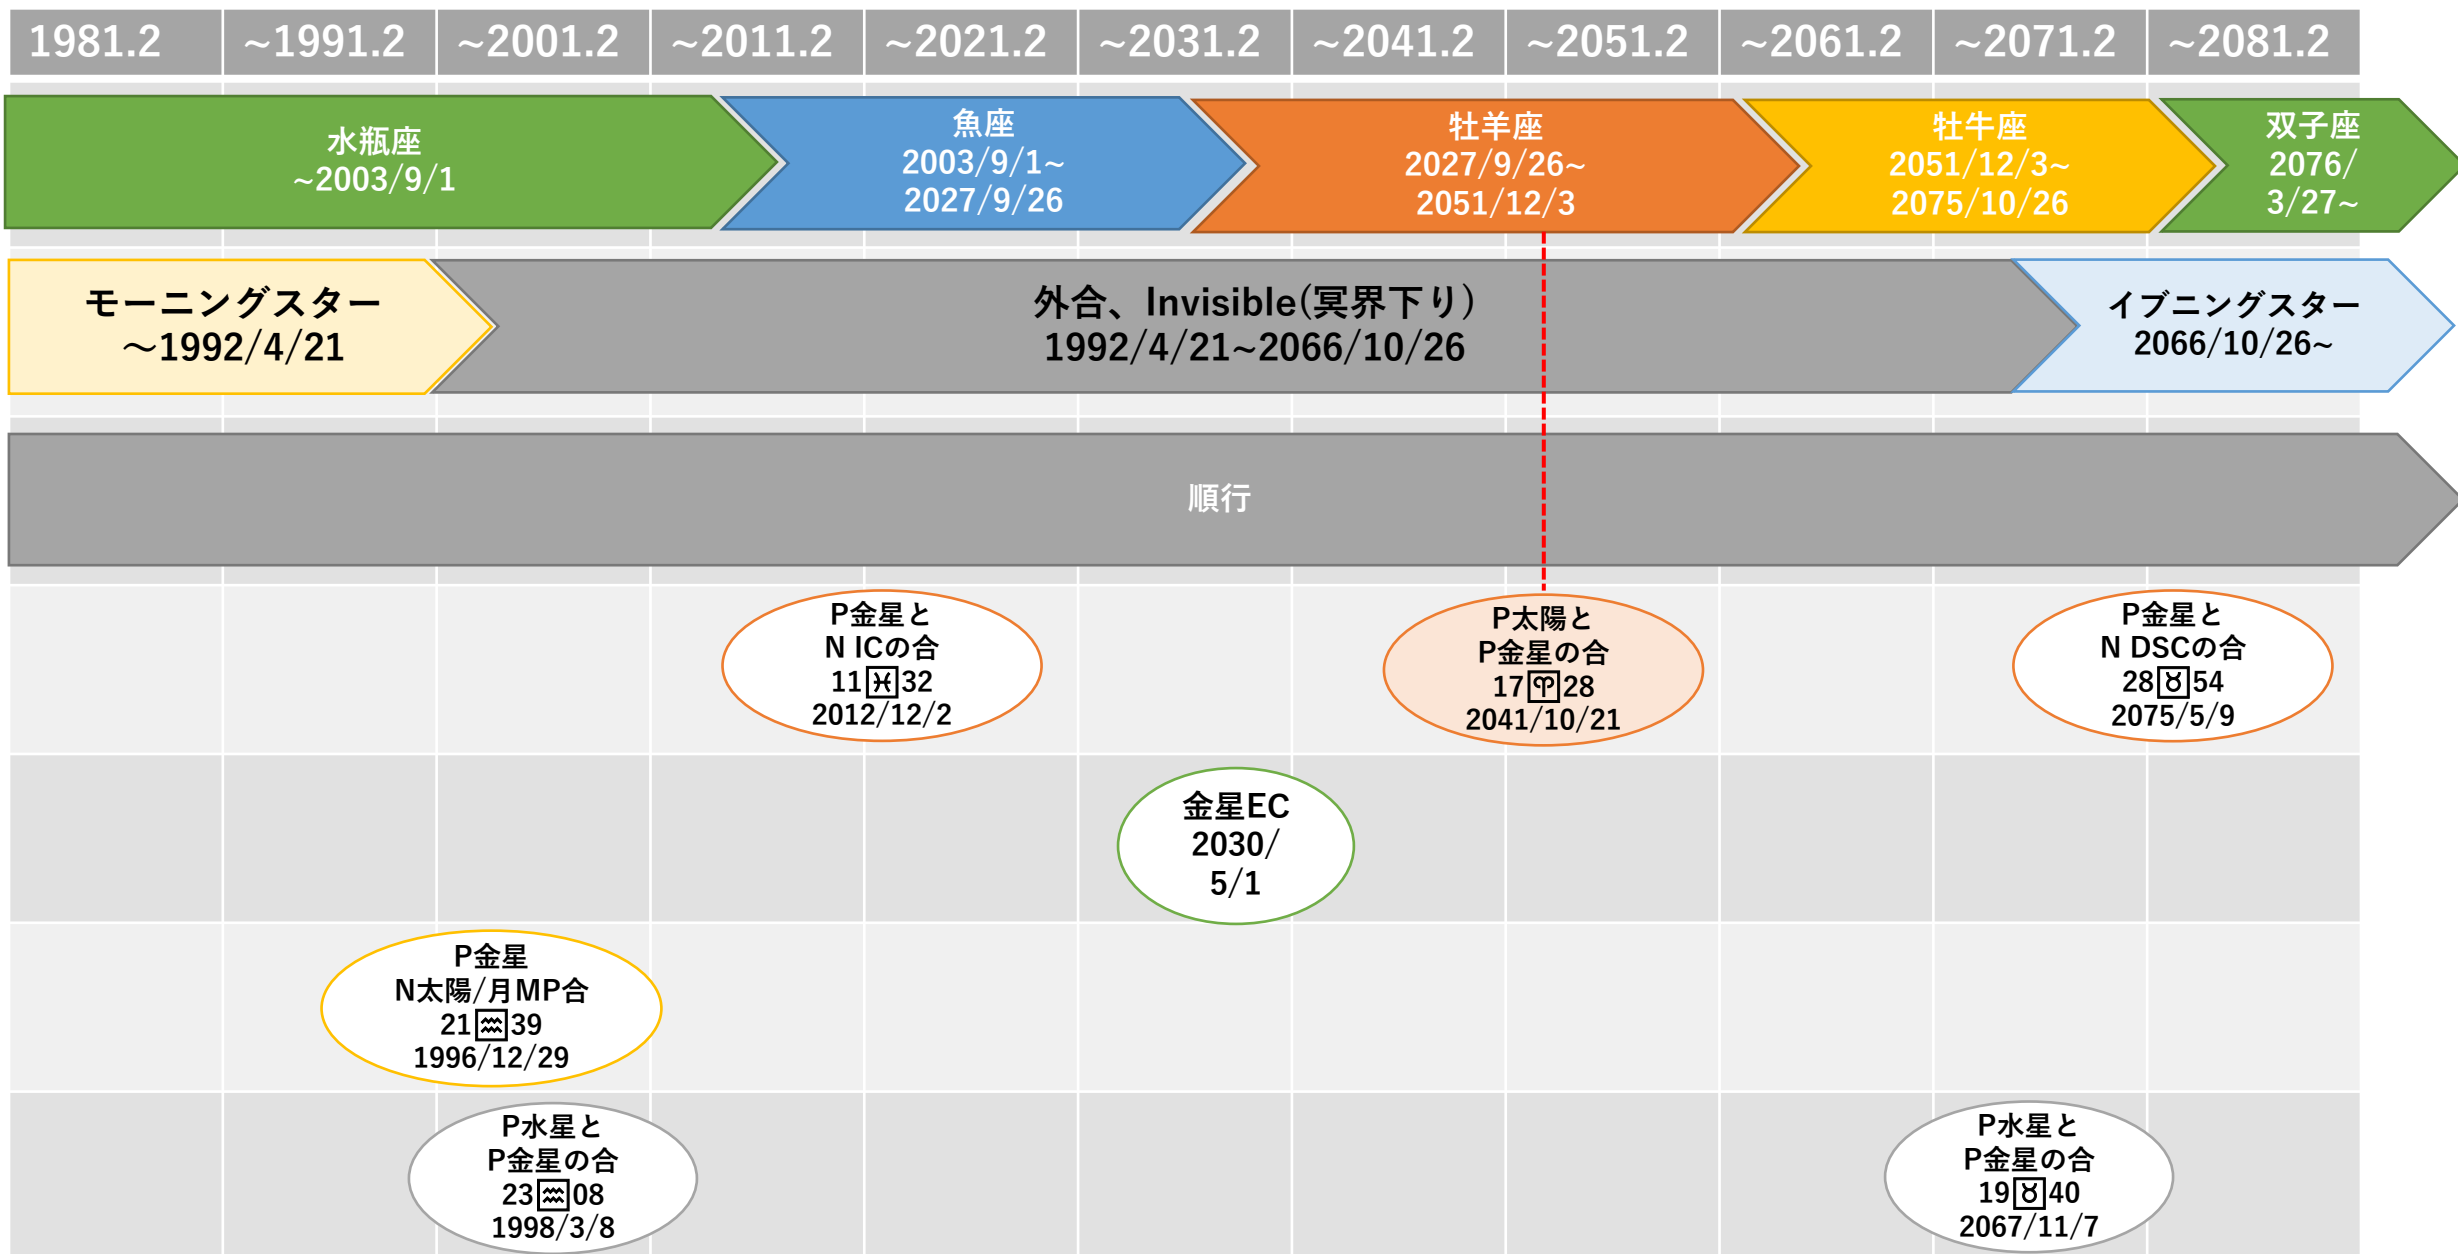 1981.2 ~1991.2 ~2001.2 ~2011.2 ~2021.2 ~2031.2 ~2041.2 ~2051.2 ~2061.2 ~2071.2 ~2081.2
水瓶座
~2003/9/1
魚座
2003/9/1~
2027/9/26
牡羊座
2027/9/26~
2051/12/3
牡牛座
2051/12/3~
2075/10/26
双子座
2076/
3/27~
モーニングスター
～1992/4/21
外合、Invisible(冥界下り)
1992/4/21~2066/10/26
イブニングスター
2066/10/26~
順行
P金星と
N ICの合
11♓32
2012/12/2
P太陽と
P金星の合
17♈28
2041/10/21
P金星と
N DSCの合
28♉54
2075/5/9
金星EC
2030/
5/1
P金星
N太陽/月MP合
21♒39
1996/12/29
P水星と
P金星の合
23♒08
1998/3/8
P水星と
P金星の合
19♉40
2067/11/7